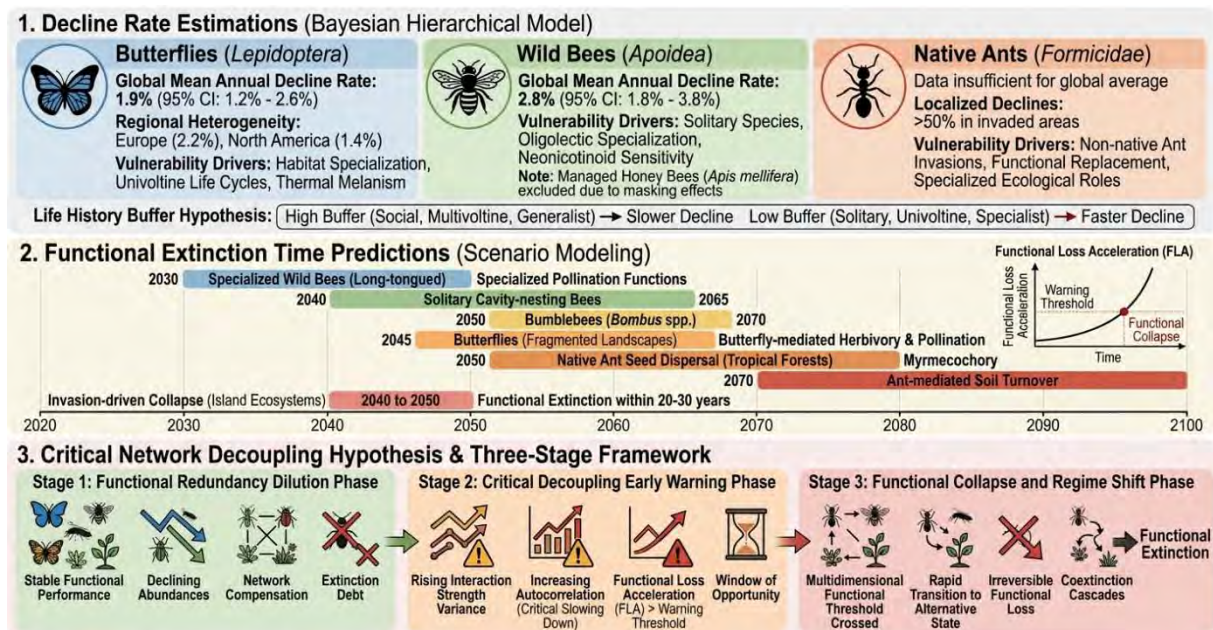 1. Decline Rate Estimations (Bayesian Hierarchical Model)
Butterflies (Lepidoptera)
Global Mean Annual Decline Rate:
1.9% (95% CI: 1.2% - 2.6%)
Regional Heterogeneity:
Europe (2.2%), North America (1.4%)
Vulnerability Drivers: Habitat Specialization,
Univoltine Life Cycles, Thermal Melanism
Wild Bees (Apoidea)
Global Mean Annual Decline Rate:
2.8% (95% CI: 1.8% - 3.8%)
Vulnerability Drivers: Solitary Species,
Oligolectic Specialization,
Neonicotinoid Sensitivity
Note: Managed Honey Bees (Apis mellifera)
excluded due to masking effects
Native Ants (Formicidae)
Data insufficient for global average
Localized Declines:
>50% in invaded areas
Vulnerability Drivers: Non-native Ant
Invasions, Functional Replacement,
Specialized Ecological Roles
Life History Buffer Hypothesis: High Buffer (Social, Multivoltine, Generalist) → Slower Decline Low Buffer (Solitary, Univoltine, Specialist) → Faster Decline
2. Functional Extinction Time Predictions (Scenario Modeling)
2030 Specialized Wild Bees (Long-tongued) Specialized Pollination Functions
2040 Solitary Cavity-nesting Bees 2065
2050 Bumblebees (Bombus spp.) 2070
2045 Butterflies (Fragmented Landscapes) Butterfly-mediated Herbivory & Pollination
2050 Native Ant Seed Dispersal (Tropical Forests) Myrmecochory
2070 Ant-mediated Soil Turnover
Invasion-driven Collapse (Island Ecosystems) 2040 to 2050 Functional Extinction within 20-30 years
2020 2030 2040 2050 2060 2070 2080 2090 2100
Functional Loss Acceleration (FLA)
Functional Loss
Acceleration
Warning
Threshold
Functional
Collapse
Time
3. Critical Network Decoupling Hypothesis & Three-Stage Framework
Stage 1: Functional Redundancy Dilution Phase
Stable Functional
Performance
Declining
Abundances
Network
Compensation
Extinction
Debt
Stage 2: Critical Decoupling Early Warning Phase
Rising Interaction
Strength
Variance
Increasing
Autocorrelation
(Critical Slowing
Down)
Functional Loss
Acceleration
(FLA) > Warning
Threshold
Window of
Opportunity
Stage 3: Functional Collapse and Regime Shift Phase
Multidimensional
Functional
Threshold
Crossed
Rapid
Transition to
Alternative
State
Irreversible
Functional
Loss
Coextinction
Cascades
Functional
Extinction